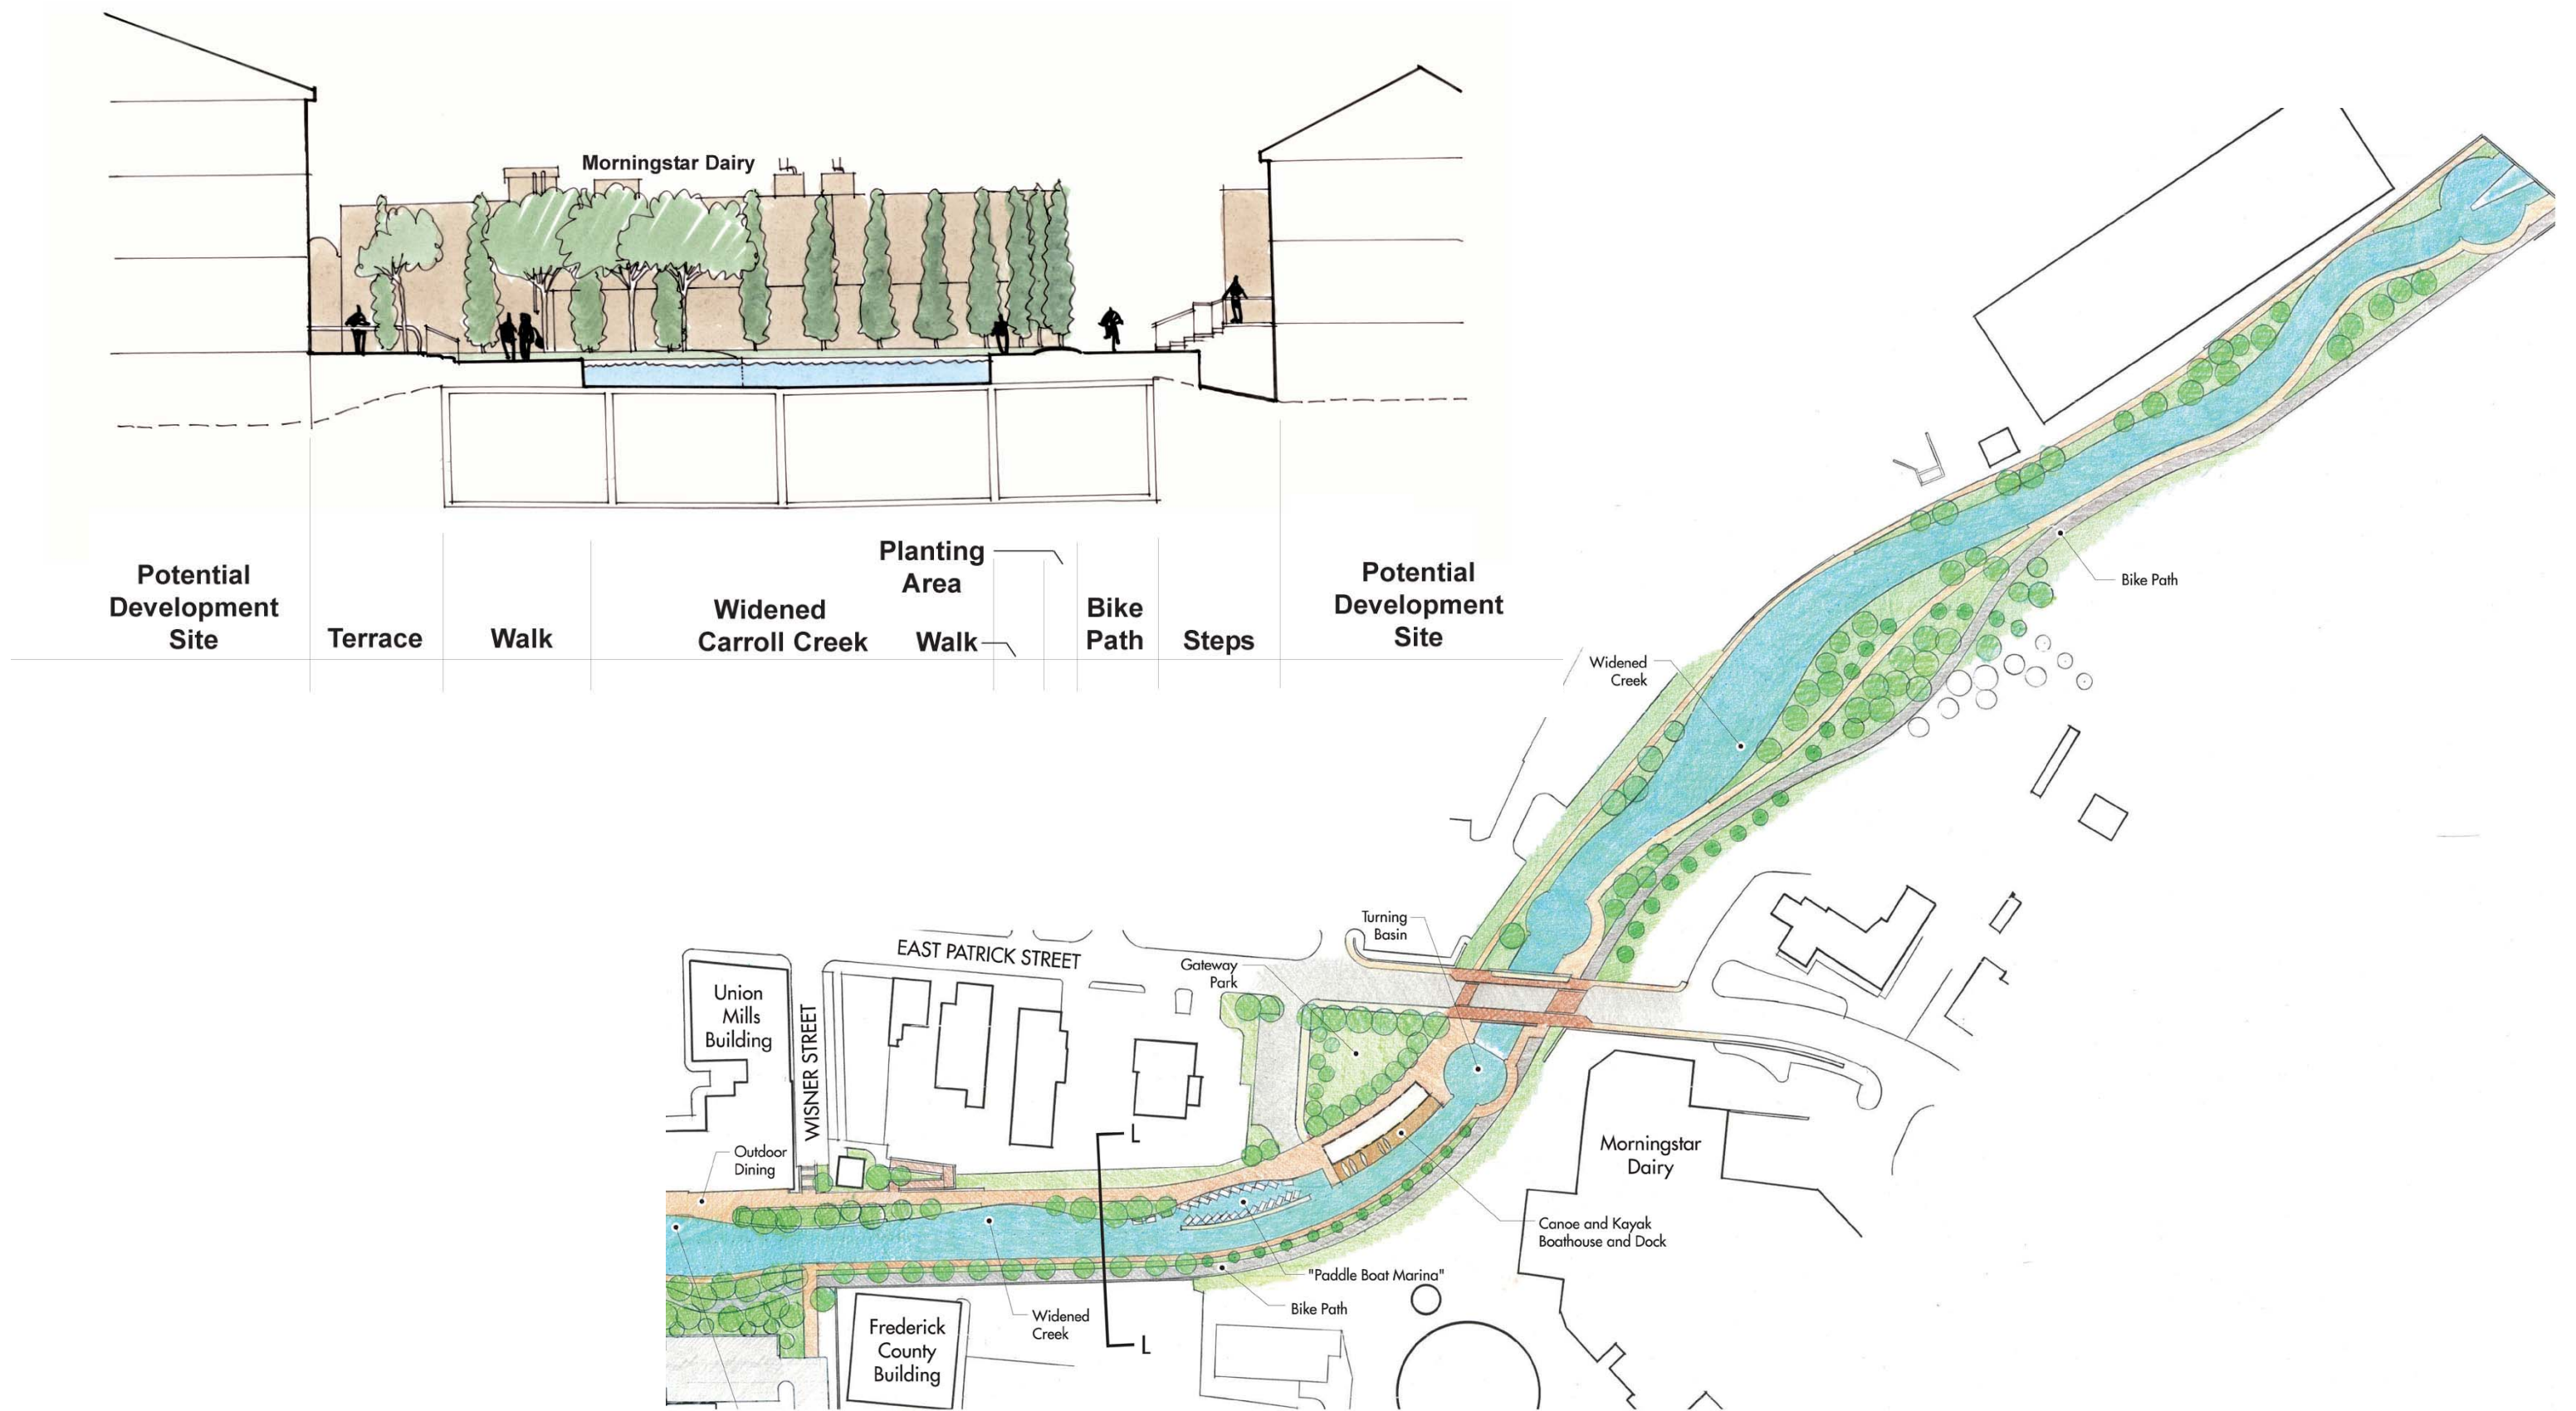 Morningstar Dairy
Potential
Development
Site
Terrace
Walk
Widened
Carroll Creek
Planting
Area
Walk
Bike
Path
Steps
Potential
Development
Site
Bike Path
Widened
Creek
Turning
Basin
Gateway
Park
EAST PATRICK STREET
Union
Mills
Building
WISNER STREET
Outdoor
Dining
L
Morningstar
Dairy
Canoe and Kayak
Boathouse and Dock
"Paddle Boat Marina"
Bike Path
Widened
Creek
L
Frederick
County
Building